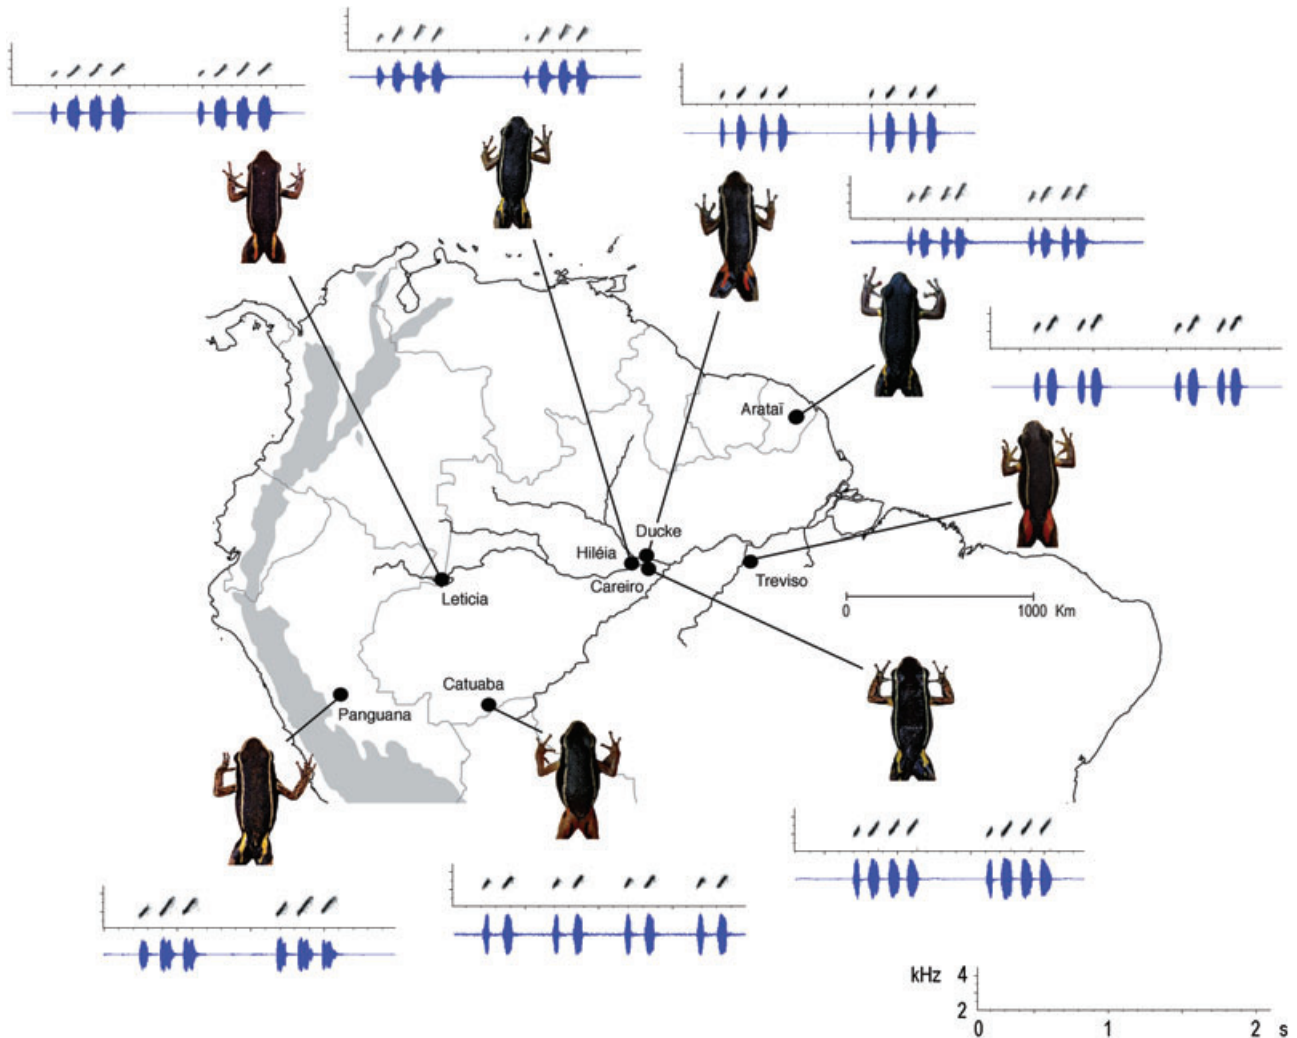 Arataï
Ducke
Hiléia
Careiro
Treviso
Leticia
0 1000 Km
Catuaba
Panguana
kHz 4
2
0 1 2 s